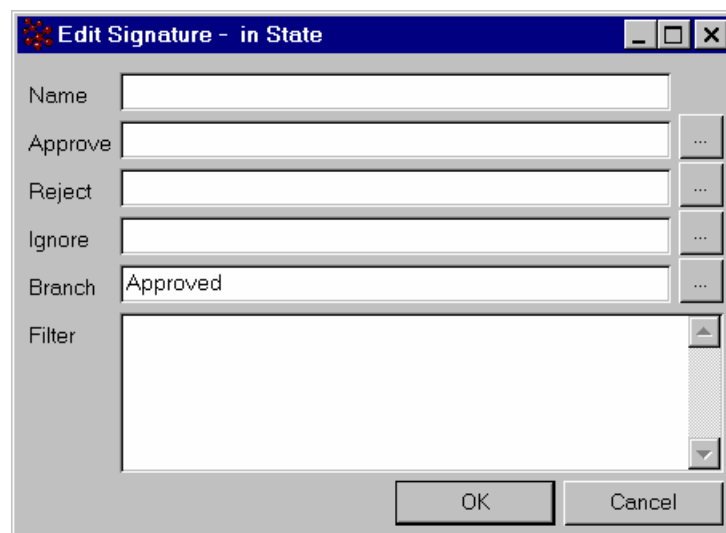 Edit Signature - in State
Name
Approve ...
Reject ...
Ignore ...
Branch Approved ...
Filter
OK Cancel